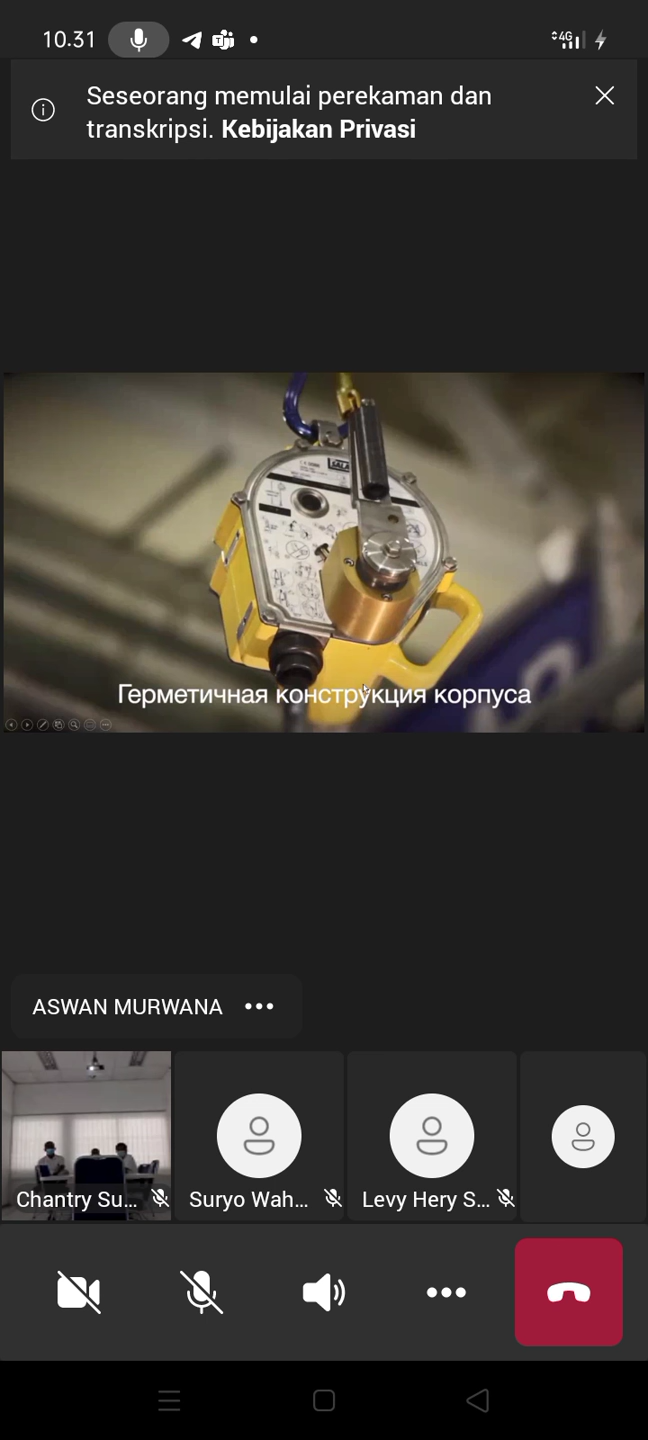 10.31
4G
Seseorang memulai perekaman dan
transkripsi. Kebijakan Privasi
Герметичная конструкция корпуса
ASWAN MURWANA
Chantry Su...
Suryo Wah...
Levy Hery S...